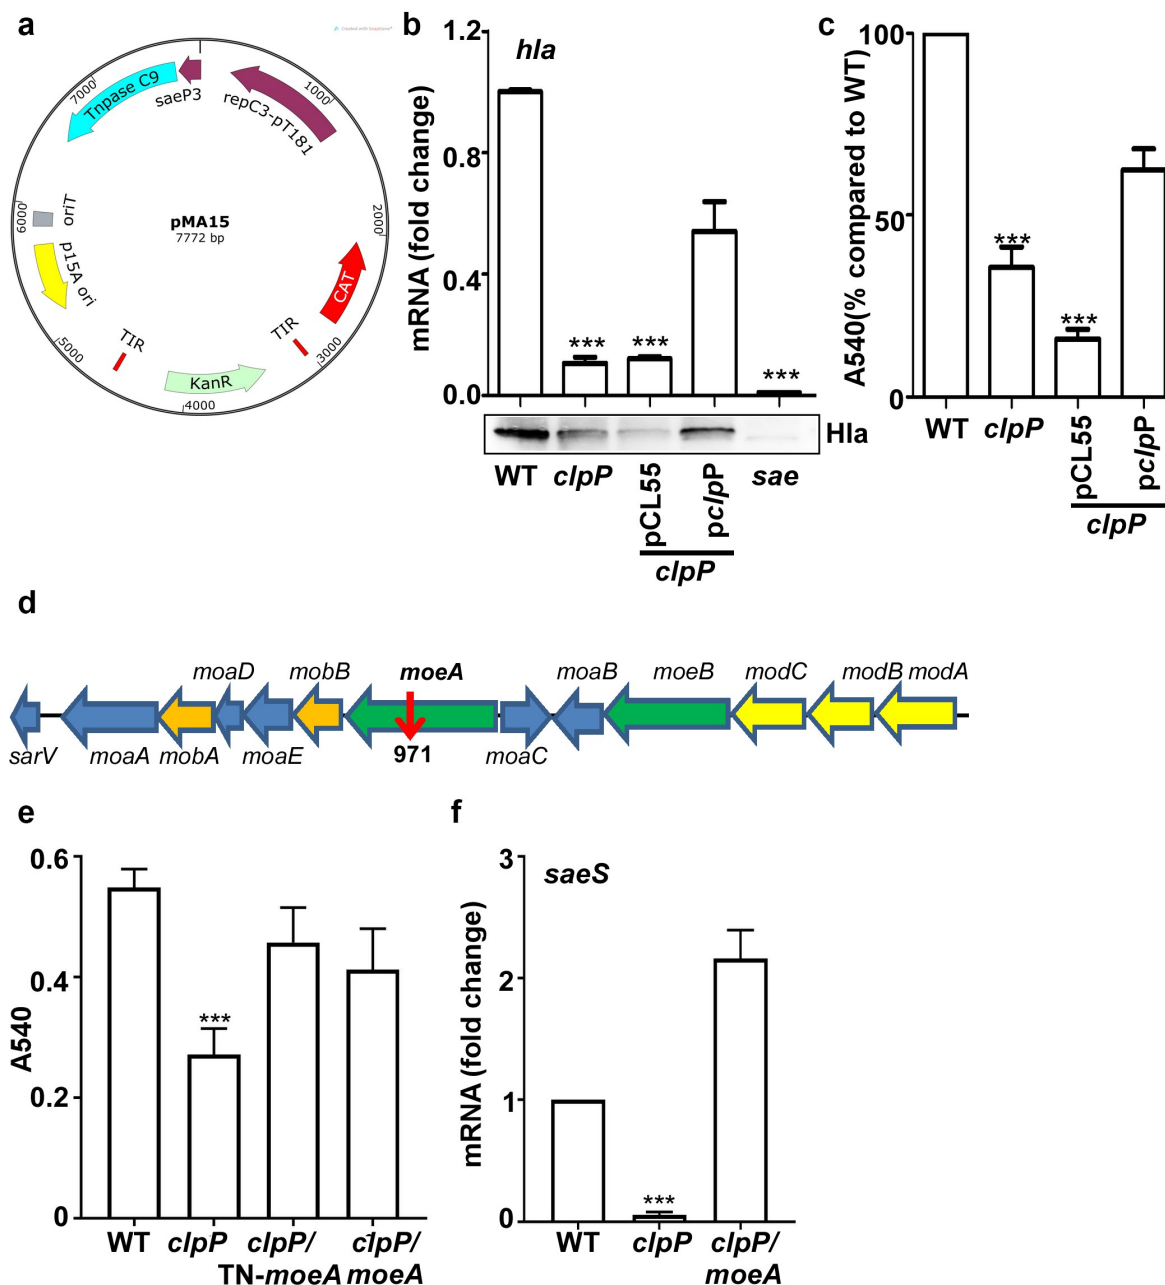 a
Created with SnapGene®
7000
1000
2000
3000
4000
5000
6000
Tnpase C9
saeP3
repC3-pT181
oriT
p15A ori
pMA15
7772 bp
CAT
TIR
TIR
KanR
b
hla
mRNA (fold change)
1.2
0.8
0.4
0.0
***
***
***
Hla
WT
clpP
pCL55
pclpP
sae
clpP
c
A540(% compared to WT)
100
50
0
***
***
WT
clpP
pCL55
pclpP
clpP
d
moaD
mobB
moeA
moaB
moeB
modC
modB
modA
sarV
moaA
mobA
moaE
971
moaC
e
A540
0.6
0.4
0.2
0
***
WT
clpP
clpP/
TN-moeA
clpP/
moeA
f
saeS
mRNA (fold change)
3
2
1
0
***
WT
clpP
clpP/
moeA